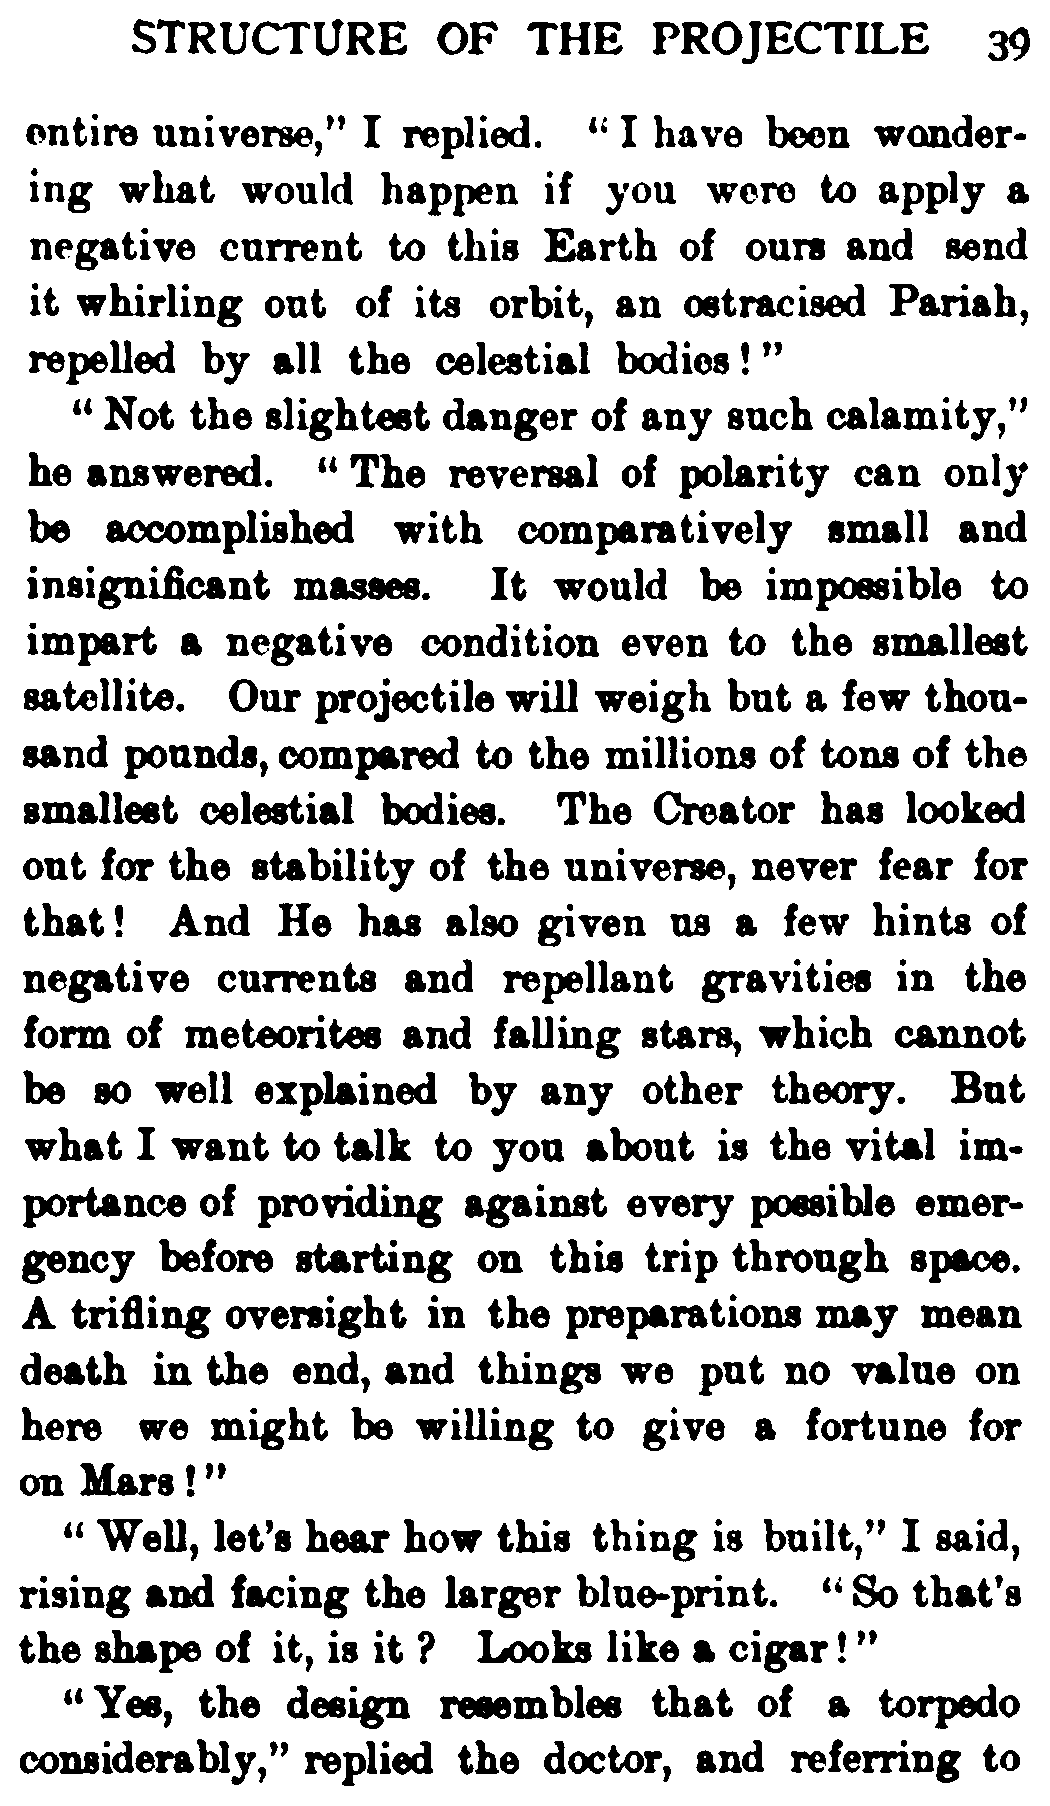 STRUCTURE OF THE PROJECTILE 39
entire universe," I replied. "I have been wonder-
ing what would happen if you were to apply a
negative current to this Earth of ours and send
it whirling out of its orbit, an ostracised Pariah,
repelled by all the celestial bodies!"
"Not the slightest danger of any such calamity,"
he answered. "The reversal of polarity can only
be accomplished with comparatively small and
insignificant masses. It would be impossible to
impart a negative condition even to the smallest
satellite. Our projectile will weigh but a few thou-
sand pounds, compared to the millions of tons of the
smallest celestial bodies. The Creator has looked
out for the stability of the universe, never fear for
that! And He has also given us a few hints of
negative currents and repellant gravities in the
form of meteorites and falling stars, which cannot
be so well explained by any other theory. But
what I want to talk to you about is the vital im-
portance of providing against every possible emer-
gency before starting on this trip through space.
A trifling oversight in the preparations may mean
death in the end, and things we put no value on
here we might be willing to give a fortune for
on Mars!"
"Well, let's hear how this thing is built," I said,
rising and facing the larger blue-print. "So that's
the shape of it, is it? Looks like a cigar!"
"Yes, the design resembles that of a torpedo
considerably," replied the doctor, and referring to